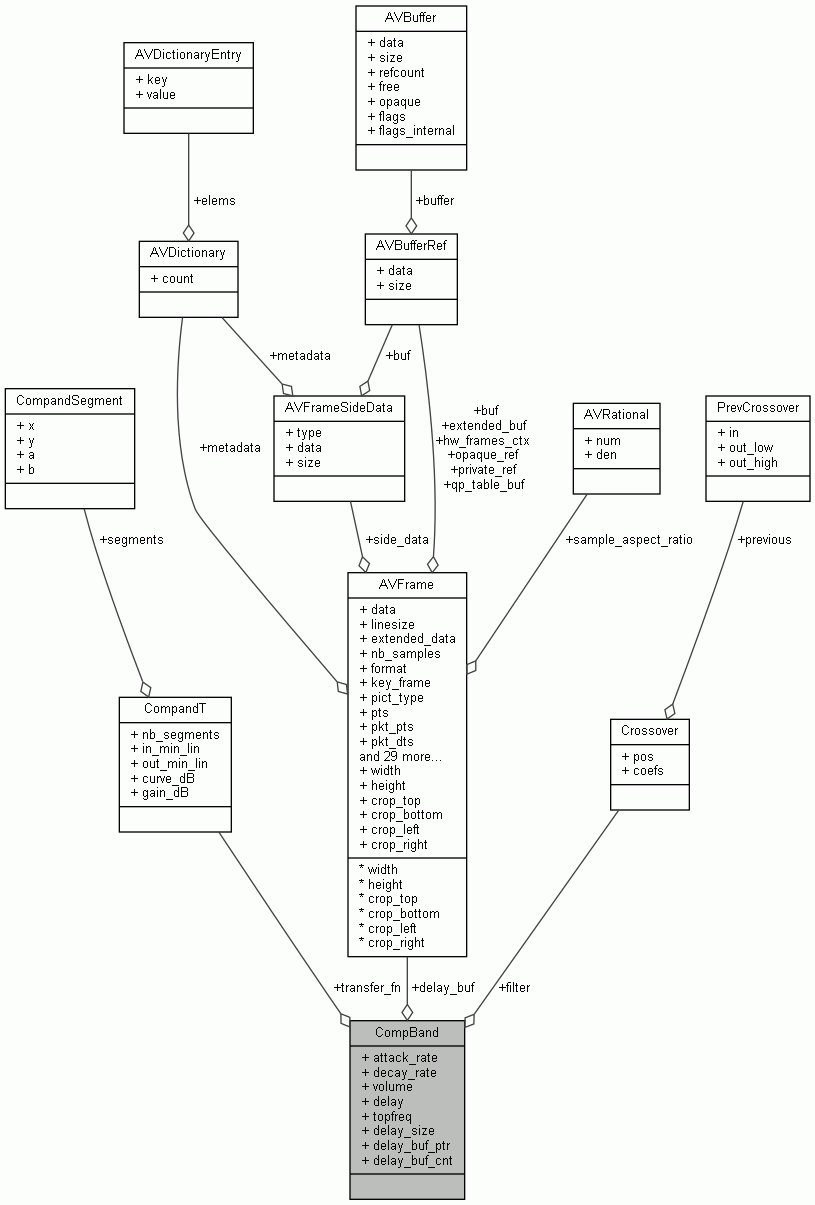 AVBuffer
+ data
+ size
+ refcount
+ free
+ opaque
+ flags
+ flags_internal
AVDictionaryEntry
+ key
+ value
+elems
+buffer
AVDictionary
+ count
AVBufferRef
+ data
+ size
+metadata
+buf
CompandSegment
+ x
+ y
+ a
+ b
+metadata
AVFrameSideData
+ type
+ data
+ size
+buf
+extended_buf
+hw_frames_ctx
+opaque_ref
+private_ref
+qp_table_buf
AVRational
+ num
+ den
PrevCrossover
+ in
+ out_low
+ out_high
+segments
+side_data
+sample_aspect_ratio
+previous
AVFrame
+ data
+ linesize
+ extended_data
+ nb_samples
+ format
+ key_frame
+ pict_type
+ pts
+ pkt_pts
+ pkt_dts
and 29 more...
+ width
+ height
+ crop_top
+ crop_bottom
+ crop_left
+ crop_right
* width
* height
* crop_top
* crop_bottom
* crop_left
* crop_right
CompandT
+ nb_segments
+ in_min_lin
+ out_min_lin
+ curve_dB
+ gain_dB
Crossover
+ pos
+ coefs
+transfer_fn
+delay_buf
+filter
CompBand
+ attack_rate
+ decay_rate
+ volume
+ delay
+ topfreq
+ delay_size
+ delay_buf_ptr
+ delay_buf_cnt